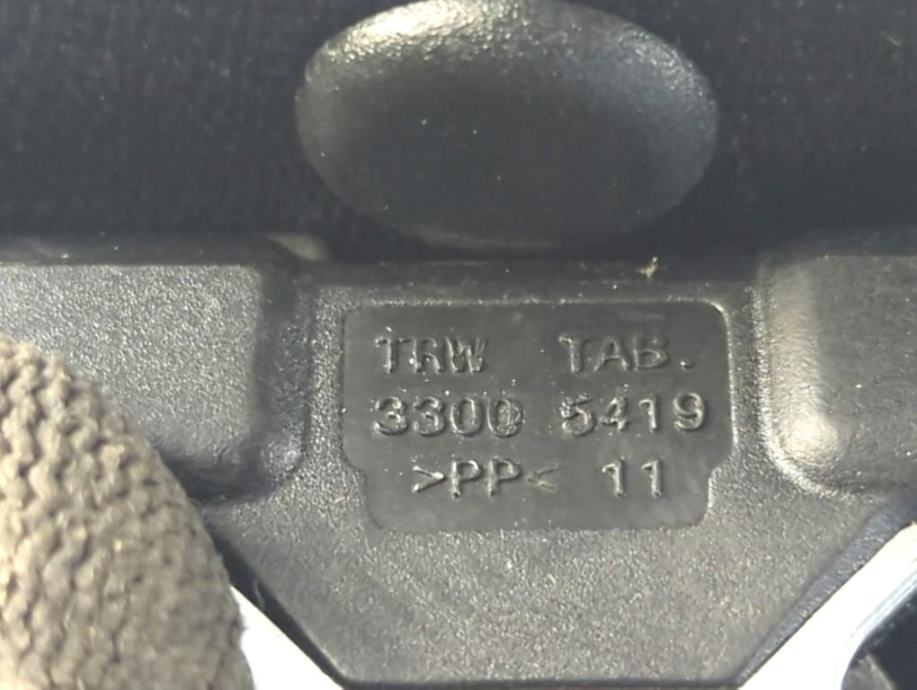 TRW TAB.
3300 5419
>PP< 11